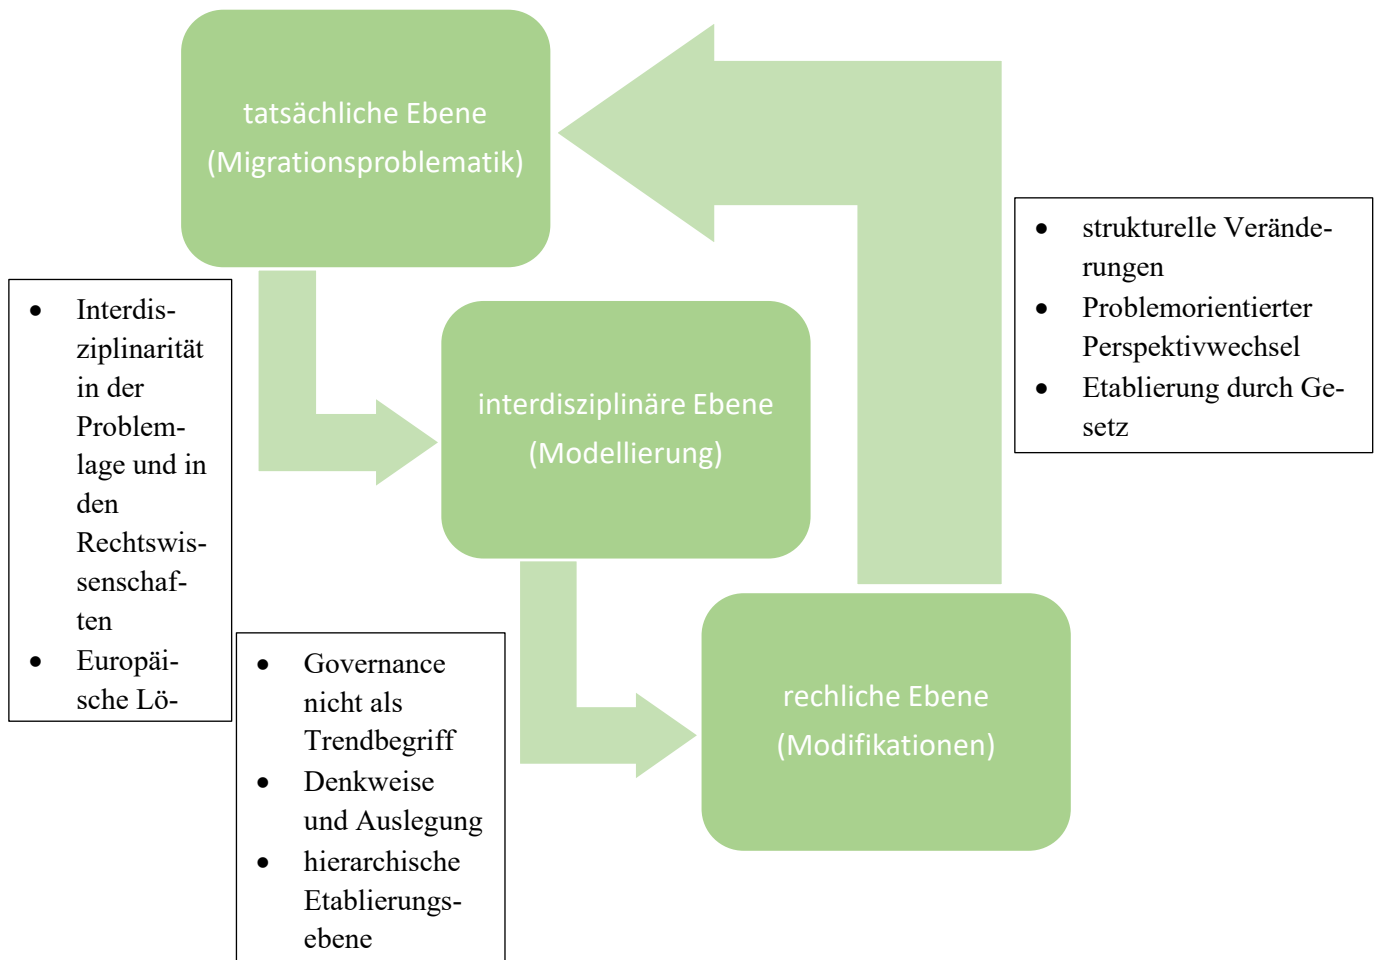 tatsächliche Ebene
(Migrationsproblematik)
• strukturelle Verände-
rungen
• Problemorientierter
Perspektivwechsel
• Etablierung durch Ge-
setz
• Interdis-
ziplinarität
in der
Problem-
lage und in
den
Rechtswis-
senschaf-
ten
• Europäi-
sche Lö-
interdisziplinäre Ebene
(Modellierung)
• Governance
nicht als
Trendbegriff
• Denkweise
und Auslegung
• hierarchische
Etablierungs-
ebene
rechliche Ebene
(Modifikationen)